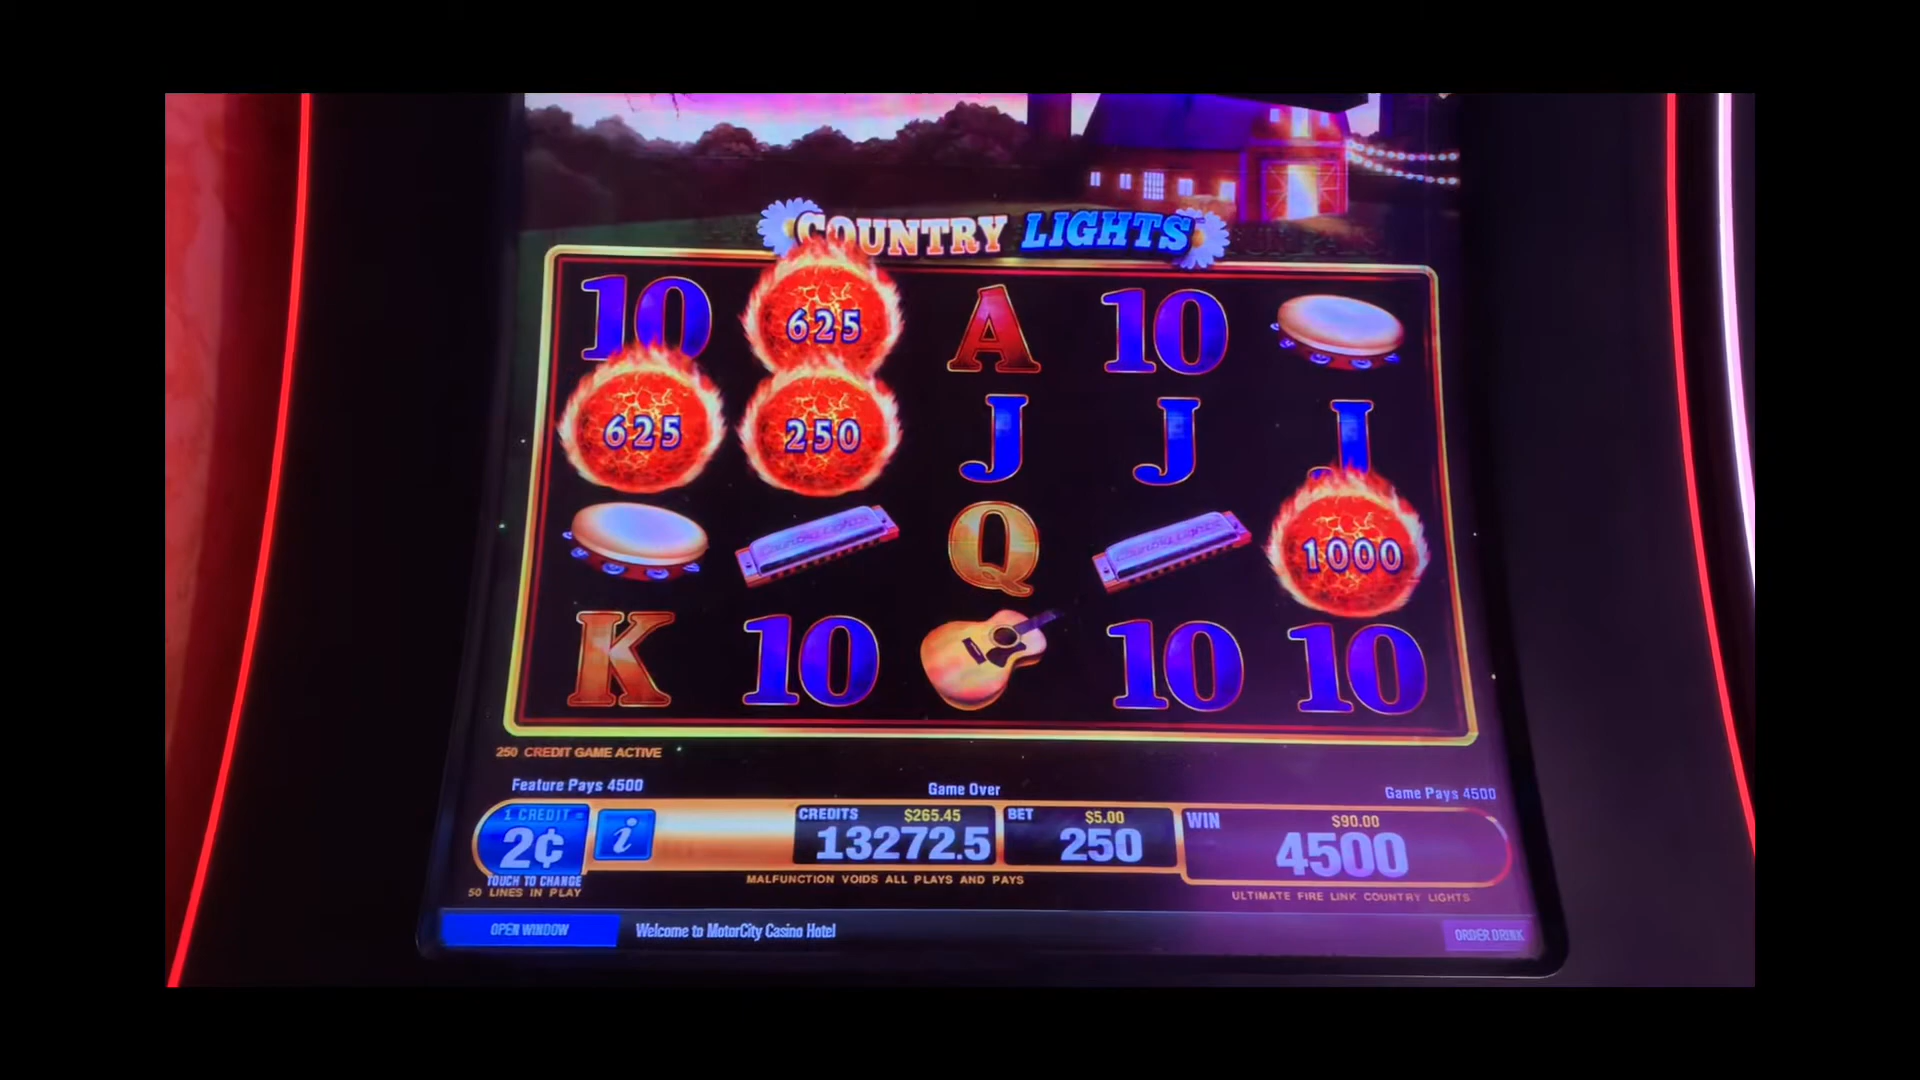 COUNTRY LIGHTS
10 625 A 10
625 250 J J J
Q 1000
K 10 10 10
250 CREDIT GAME ACTIVE
Feature Pays 4500
Game Over
Game Pays 4500
1 CREDIT =
2¢
TOUCH TO CHANGE
50 LINES IN PLAY
i
CREDITS $265.45
13272.5
BET $5.00
250
WIN $90.00
4500
MALFUNCTION VOIDS ALL PLAYS AND PAYS
ULTIMATE FIRE LINK COUNTRY LIGHTS
OPEN WINDOW
Welcome to MotorCity Casino Hotel
ORDER DRINK